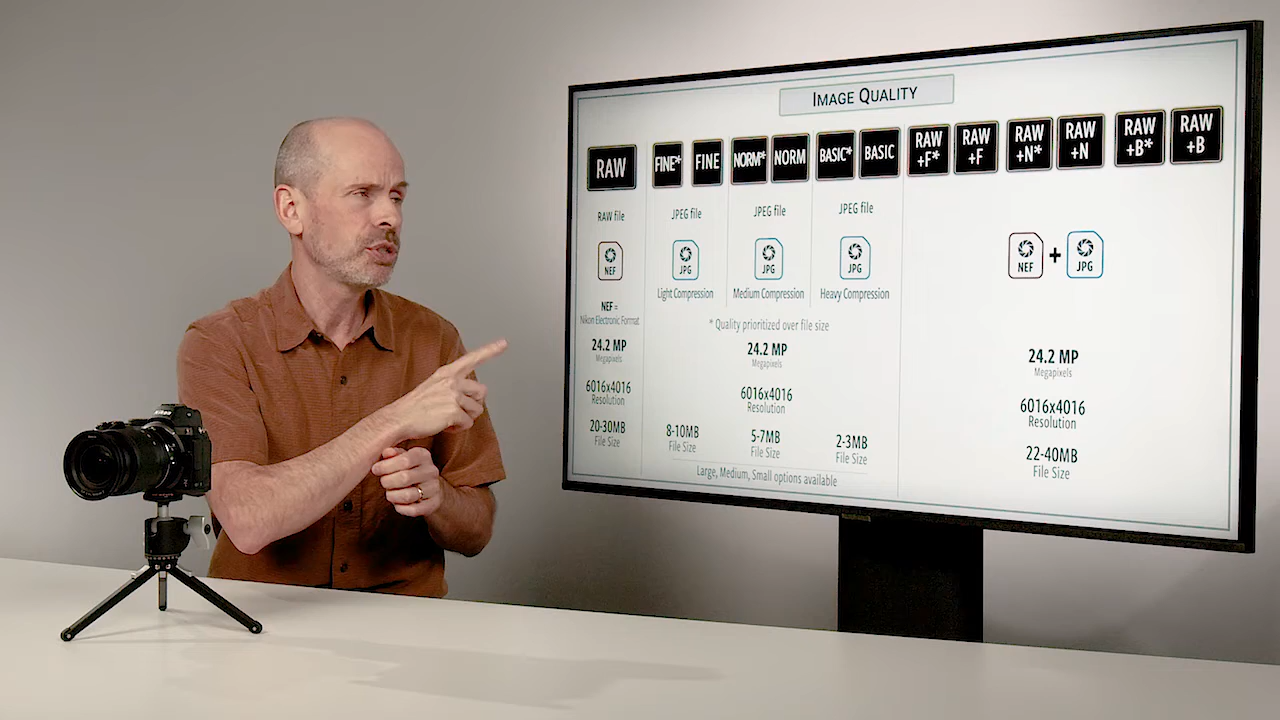 IMAGE QUALITY
RAW
FINE*
FINE
NORM*
NORM
BASIC*
BASIC
RAW
+F*
RAW
+F
RAW
+N*
RAW
+N
RAW
+B*
RAW
+B
RAW file
JPEG file
JPEG file
JPEG file
NEF
JPG
JPG
JPG
NEF
+
JPG
Light Compression
Medium Compression
Heavy Compression
NEF =
Nikon Electronic Format
* Quality prioritized over file size
24.2 MP
Megapixels
24.2 MP
Megapixels
24.2 MP
Megapixels
6016x4016
Resolution
6016x4016
Resolution
6016x4016
Resolution
20-30MB
File Size
8-10MB
File Size
5-7MB
File Size
2-3MB
File Size
22-40MB
File Size
Large, Medium, Small options available
Nikon